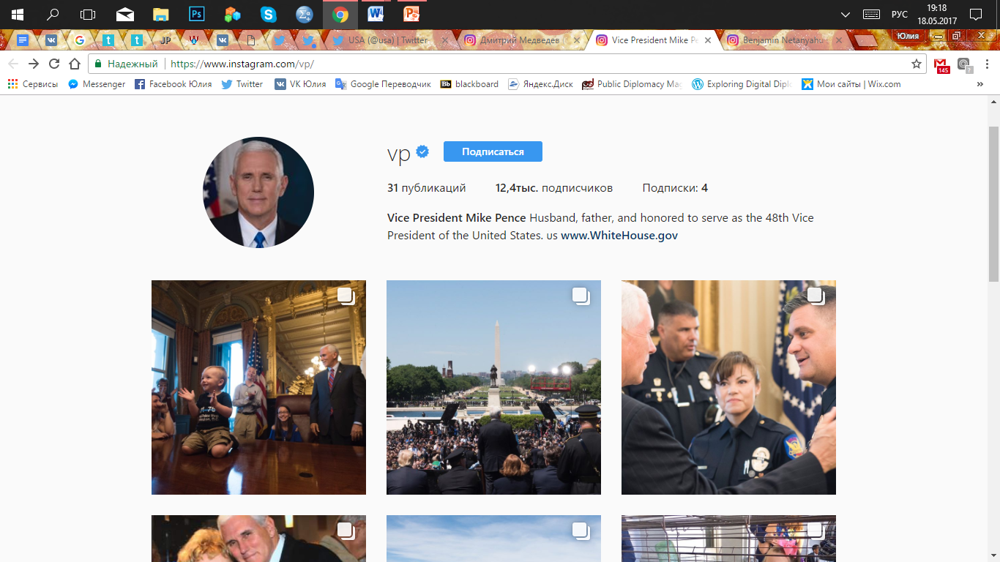 19:18
РУС
18.05.2017
JP
USA (@usa) | Twitter
Дмитрий Медведев (
Vice President Mike Pe
Benjamin Netanyahu
Юлия
Надежный
https://www.instagram.com/vp/
145
?
Сервисы
Messenger
Facebook Юлия
Twitter
VK Юлия
Google Переводчик
Bb blackboard
Яндекс.Диск
Public Diplomacy Mag
Exploring Digital Diplo
Мои сайты | Wix.com
vp
Подписаться
31 публикаций
12,4тыс. подписчиков
Подписки: 4
Vice President Mike Pence Husband, father, and honored to serve as the 48th Vice
President of the United States. us www.WhiteHouse.gov
76